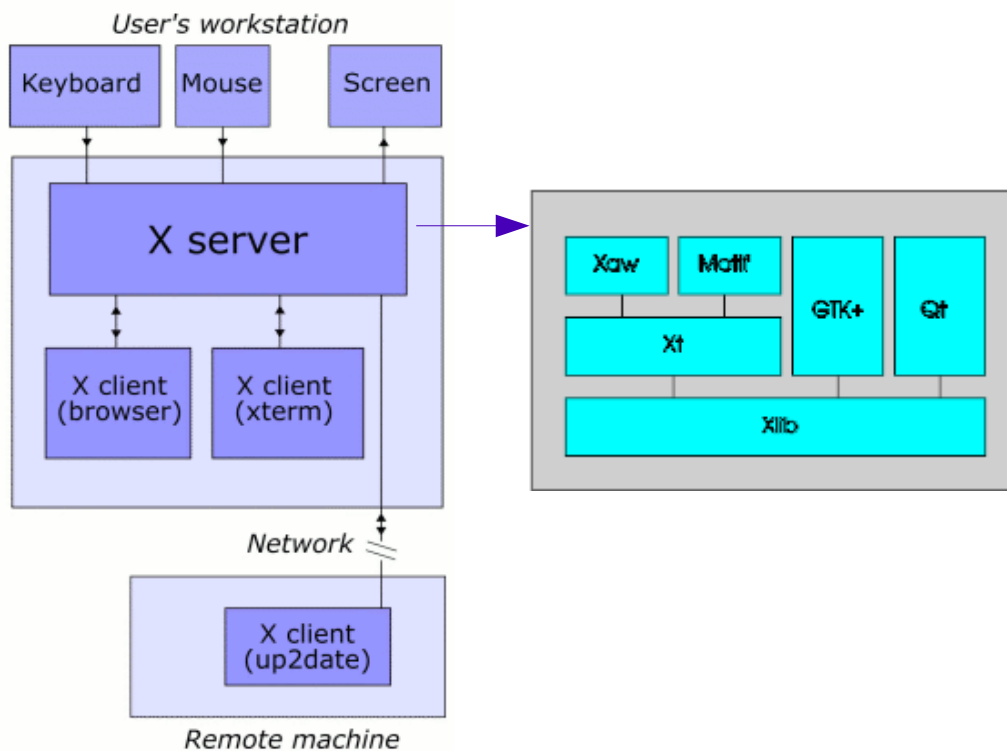 User's workstation
Keyboard
Mouse
Screen
X server
X client
(browser)
X client
(xterm)
Network
X client
(up2date)
Remote machine
Xaw
Motif
GTK+
Qt
Xt
Xlib